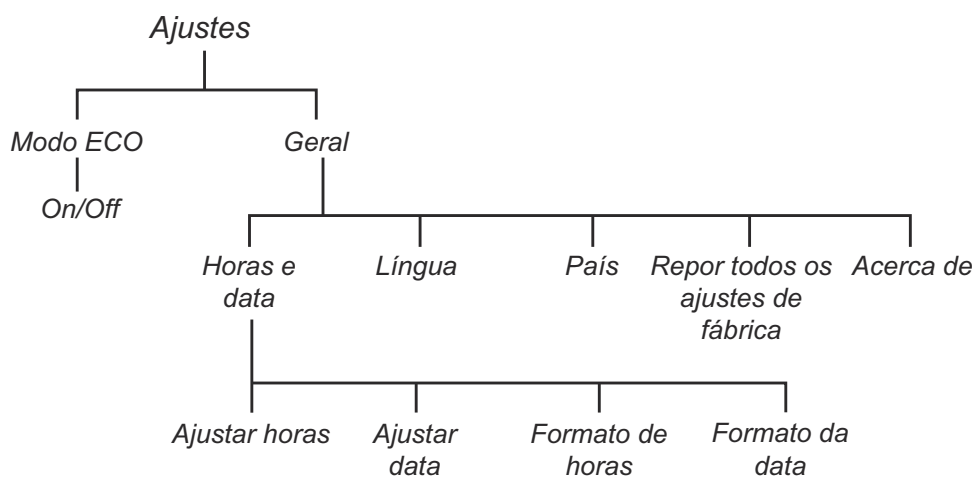 Ajustes
Modo ECO
Geral
On/Off
Horas e
data
Língua
País
Repor todos os
ajustes de
fábrica
Acerca de
Ajustar horas
Ajustar
data
Formato de
horas
Formato da
data